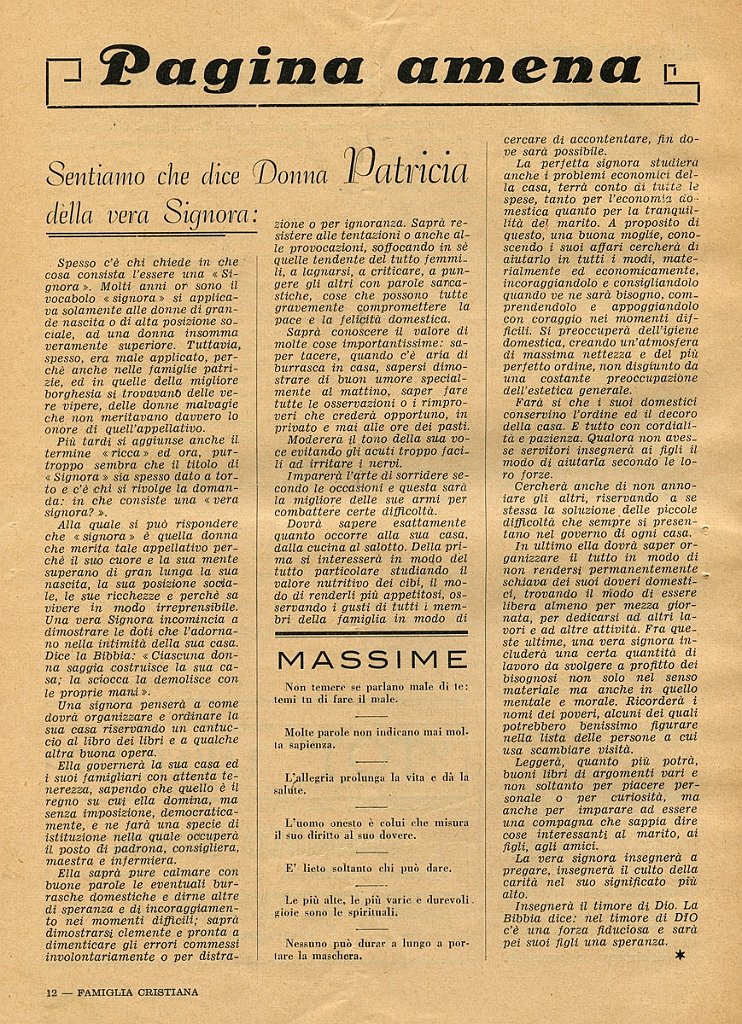 Pagina amena
Sentiamo che dice Donna Patricia
dèlla vera Signora:
Spesso c'è chi chiede in che
cosa consista l'essere una « Si-
gnora ». Molti anni or sono il
vocabolo « signora » si applica-
va solamente alle donne di gran-
de nascita o di alta posizione so-
ciale, ad una donna insomma
veramente superiore. Tuttavia,
spesso, era male applicato, per-
chè anche nelle famiglie patri-
zie, ed in quelle della migliore
borghesia si trovavano delle ve-
re vipere, delle donne malvagie
che non meritavano davvero lo
onore di quell'appellativo.
Più tardi si aggiunse anche il
termine « ricca » ed ora, pur-
troppo sembra che il titolo di
« Signora » sia spesso dato a tor-
to e c'è chi si rivolge la doman-
da: in che consiste una « vera
signora? ».
Alla quale si può rispondere
che « signora » è quella donna
che merita tale appellativo per-
chè il suo cuore e la sua mente
superano di gran lunga la sua
nascita, la sua posizione socia-
le, le sue ricchezze e perchè sa
vivere in modo irreprensibile.
Una vera Signora incomincia a
dimostrare le doti che l'adorna-
no nella intimità della sua casa.
Dice la Bibbia: « Ciascuna don-
na saggia costruisce la sua ca-
sa; la sciocca la demolisce con
le proprie mani ».
Una signora penserà a come
dovrà organizzare e ordinare la
sua casa riservando un cantuc-
cio al libro dei libri e a qualche
altra buona opera.
Ella governerà la sua casa ed
i suoi famigliari con attenta te-
nerezza, sapendo che quello è il
regno su cui ella domina, ma
senza imposizione, democratica-
mente, e ne farà una specie di
istituzione nella quale occuperà
il posto di padrona, consigliera,
maestra e infermiera.
Ella saprà pure calmare con
buone parole le eventuali bur-
rasche domestiche e dirne altre
di speranza e di incoraggiamen-
to nei momenti difficili; saprà
dimostrarsi clemente e pronta a
dimenticare gli errori commessi
involontariamente o per distra-
zione o per ignoranza. Saprà re-
sistere alle tentazioni o anche al-
le provocazioni, soffocando in sè
quelle tendente del tutto femmi-
li, a lagnarsi, a criticare, a pun-
gere gli altri con parole sarca-
stiche, cose che possono tutte
gravemente compromettere la
pace e la felicità domestica.
Saprà conoscere il valore di
molte cose importantissime: sa-
per tacere, quando c'è aria di
burrasca in casa, sapersi dimo-
strare di buon umore special-
mente al mattino, saper fare
tutte le osservazioni o i rimpro-
veri che crederà opportuno, in
privato e mai alle ore dei pasti.
Modererà il tono della sua vo-
ce evitando gli acuti troppo faci-
li ad irritare i nervi.
Imparerà l'arte di sorridere se-
condo le occasioni e questa sarà
la migliore delle sue armi per
combattere certe difficoltà.
Dovrà sapere esattamente
quanto occorre alla sua casa,
dalla cucina al salotto. Della pri-
ma si interesserà in modo del
tutto particolare studiando il
valore nutritivo dei cibi, il mo-
do di renderli più appetitosi, os-
servando i gusti di tutti i mem-
bri della famiglia in modo di
MASSIME
Non temere se parlano male di te:
temi tu di fare il male.
Molte parole non indicano mai mol-
ta sapienza.
L'allegria prolunga la vita e dà la
salute.
L'uomo onesto è colui che misura
il suo diritto al suo dovere.
E' lieto soltanto chi può dare.
Le più alte, le più varie e durevoli
gioie sono le spirituali.
Nessuno può durar a lungo a por-
tare la maschera.
cercare di accontentare, fin do-
ve sarà possibile.
La perfetta signora studierà
anche i problemi economici del-
la casa, terrà conto di tutte le
spese, tanto per l'economia do-
mestica quanto per la tranquil-
lità del marito. A proposito di
questo, una buona moglie, cono-
scendo i suoi affari cercherà di
aiutarlo in tutti i modi, mate-
rialmente ed economicamente,
incoraggiandolo e consigliandolo
quando ve ne sarà bisogno, com-
prendendolo e appoggiandolo
con coraggio nei momenti dif-
ficili. Si preoccuperà dell'igiene
domestica, creando un'atmosfera
di massima nettezza e del più
perfetto ordine, non disgiunto da
una costante preoccupazione
dell'estetica generale.
Farà sì che i suoi domestici
conservino l'ordine ed il decoro
della casa. E tutto con cordiali-
tà e pazienza. Qualora non aves-
se servitori insegnerà ai figli il
modo di aiutarla secondo le lo-
ro forze.
Cercherà anche di non anno-
iare gli altri, riservando a se
stessa la soluzione delle piccole
difficoltà che sempre si presen-
tano nel governo di ogni casa.
In ultimo ella dovrà saper or-
ganizzare il tutto in modo di
non rendersi permanentemente
schiava dei suoi doveri domesti-
ci, trovando il modo di essere
libera almeno per mezza gior-
nata, per dedicarsi ad altri la-
vori e ad altre attività. Fra que-
ste ultime, una vera signora in-
cluderà una certa quantità di
lavoro da svolgere a profitto dei
bisognosi non solo nel senso
materiale ma anche in quello
mentale e morale. Ricorderà i
nomi dei poveri, alcuni dei quali
potrebbero benissimo figurare
nella lista delle persone a cui
usa scambiare visità.
Leggerà, quanto più potrà,
buoni libri di argomenti vari e
non soltanto per piacere per-
sonale o per curiosità, ma
anche per imparare ad essere
una compagna che sappia dire
cose interessanti al marito, ai
figli, agli amici.
La vera signora insegnerà a
pregare, insegnerà il culto della
carità nel suo significato più
alto.
Insegnerà il timore di Dio. La
Bibbia dice: nel timore di DIO
c'è una forza fiduciosa e sarà
pei suoi figli una speranza.
12 — FAMIGLIA CRISTIANA